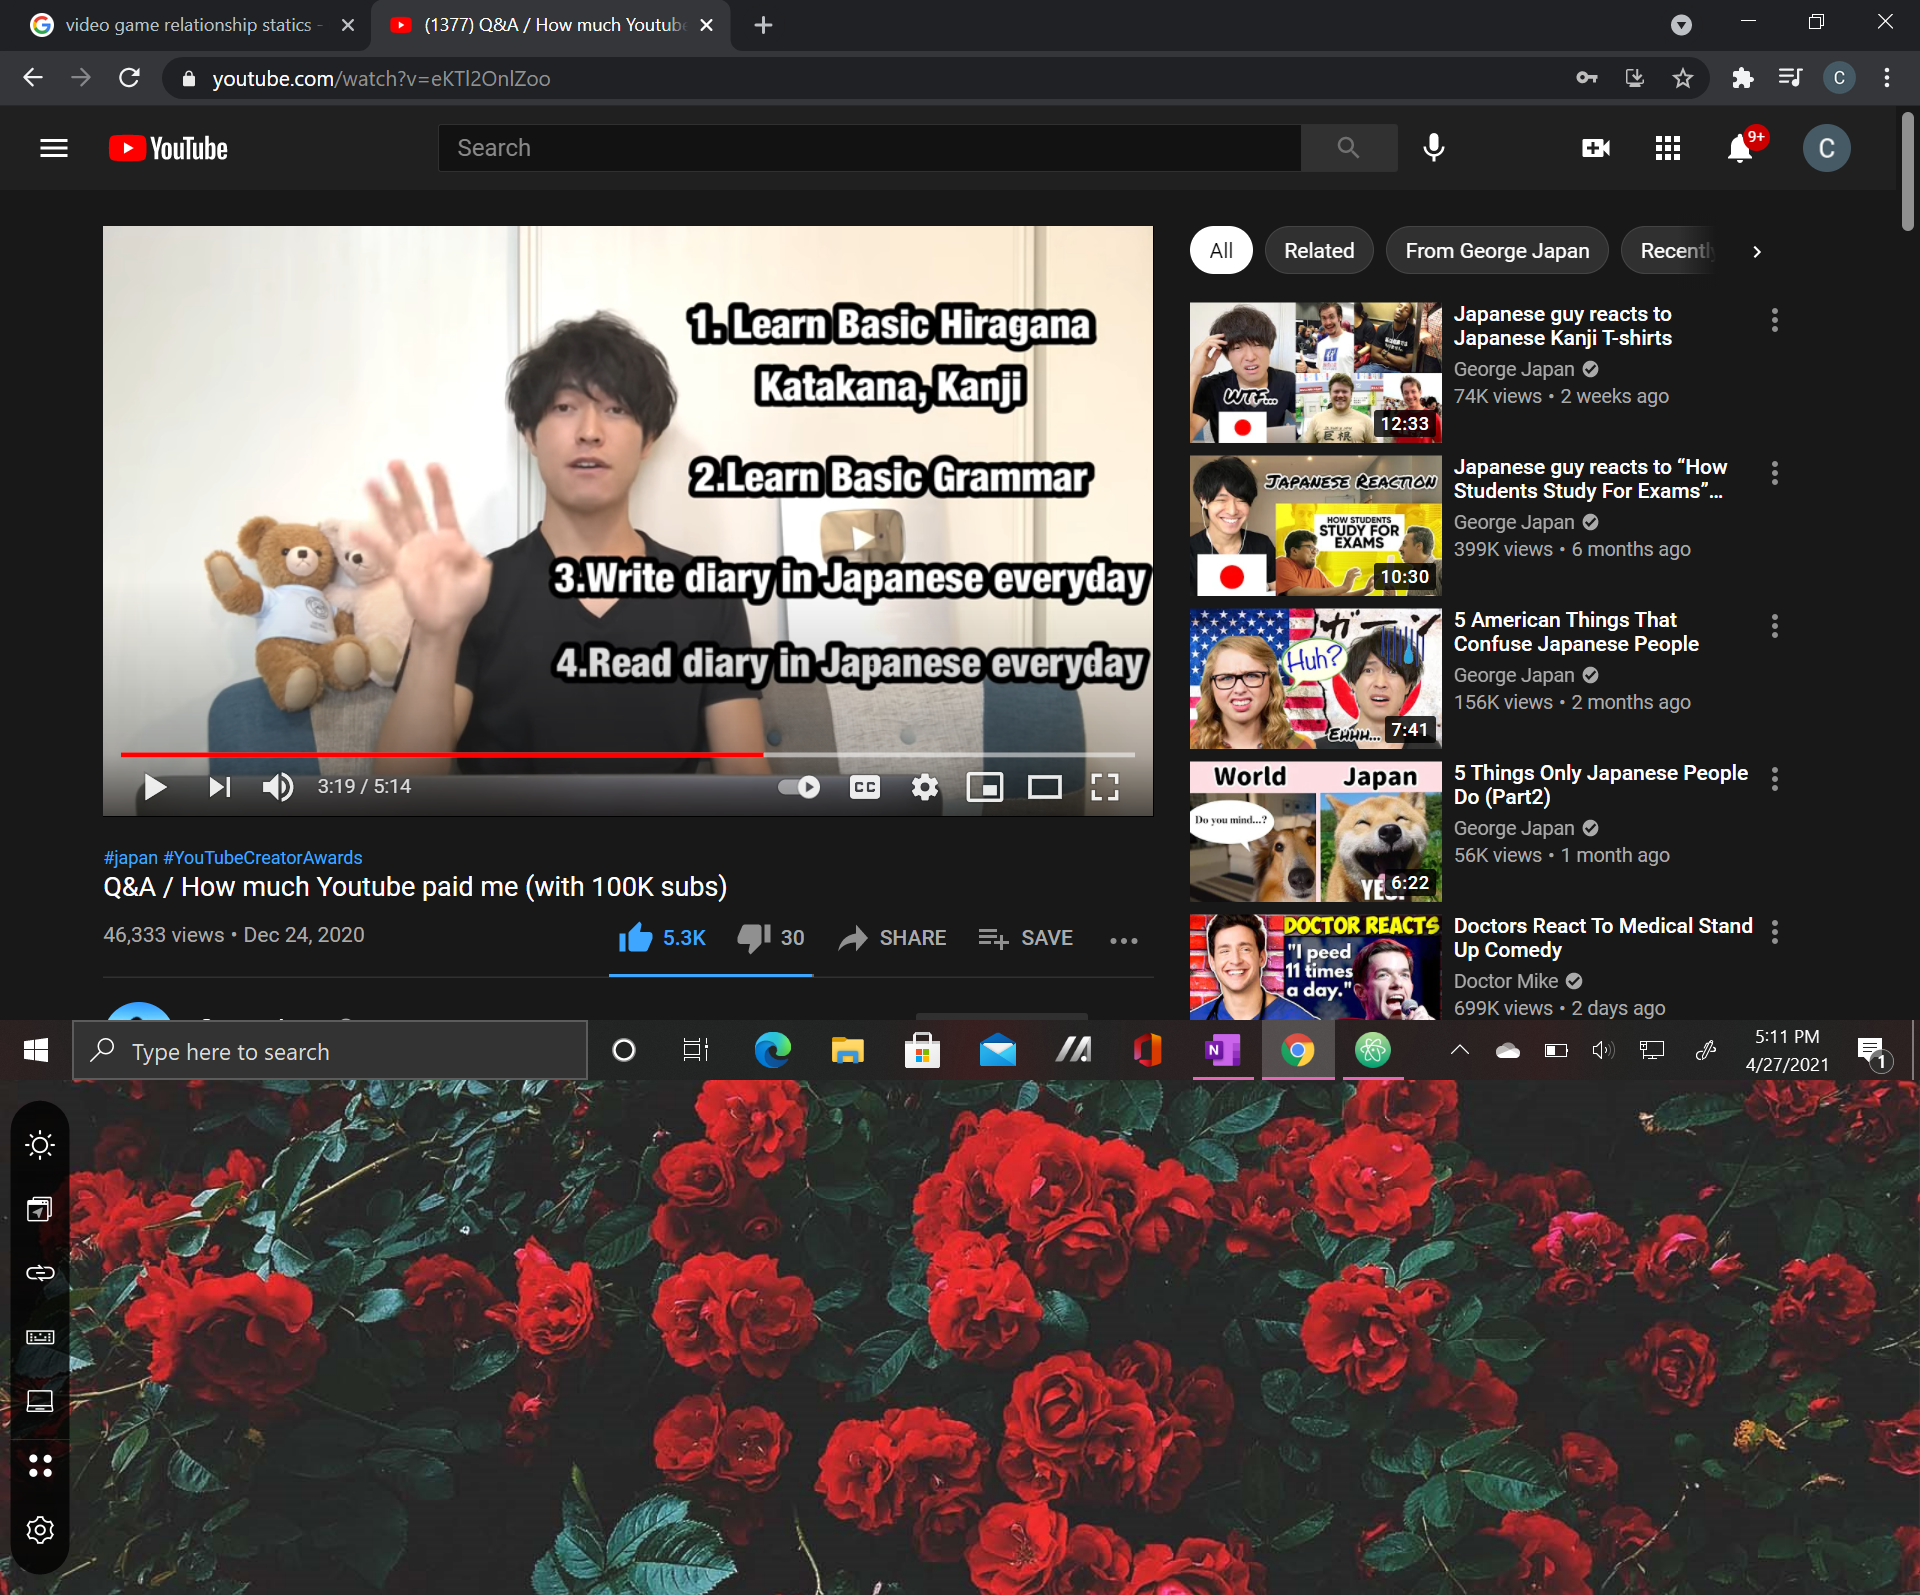 video game relationship statics -
(1377) Q&A / How much Youtube
youtube.com/watch?v=eKTl2OnlZoo
C
YouTube
Search
9+
C
1. Learn Basic Hiragana
Katakana, Kanji
2.Learn Basic Grammar
3.Write diary in Japanese everyday
4.Read diary in Japanese everyday
3:19 / 5:14
CC
#japan #YouTubeCreatorAwards
Q&A / How much Youtube paid me (with 100K subs)
46,333 views • Dec 24, 2020
5.3K
30
SHARE
SAVE
All
Related
From George Japan
Recently
WTF...
巨根
12:33
Japanese guy reacts to
Japanese Kanji T-shirts
George Japan
74K views • 2 weeks ago
JAPANESE REACTION
HOW STUDENTS
STUDY FOR
EXAMS
10:30
Japanese guy reacts to “How
Students Study For Exams”...
George Japan
399K views • 6 months ago
ガーン
Huh?
EHHH...
7:41
5 American Things That
Confuse Japanese People
George Japan
156K views • 2 months ago
World
Japan
Do you mind...?
YES!
6:22
5 Things Only Japanese People
Do (Part2)
George Japan
56K views • 1 month ago
DOCTOR REACTS
"I peed
11 times
a day."
Doctors React To Medical Stand
Up Comedy
Doctor Mike
699K views • 2 days ago
Type here to search
N
5:11 PM
4/27/2021
1